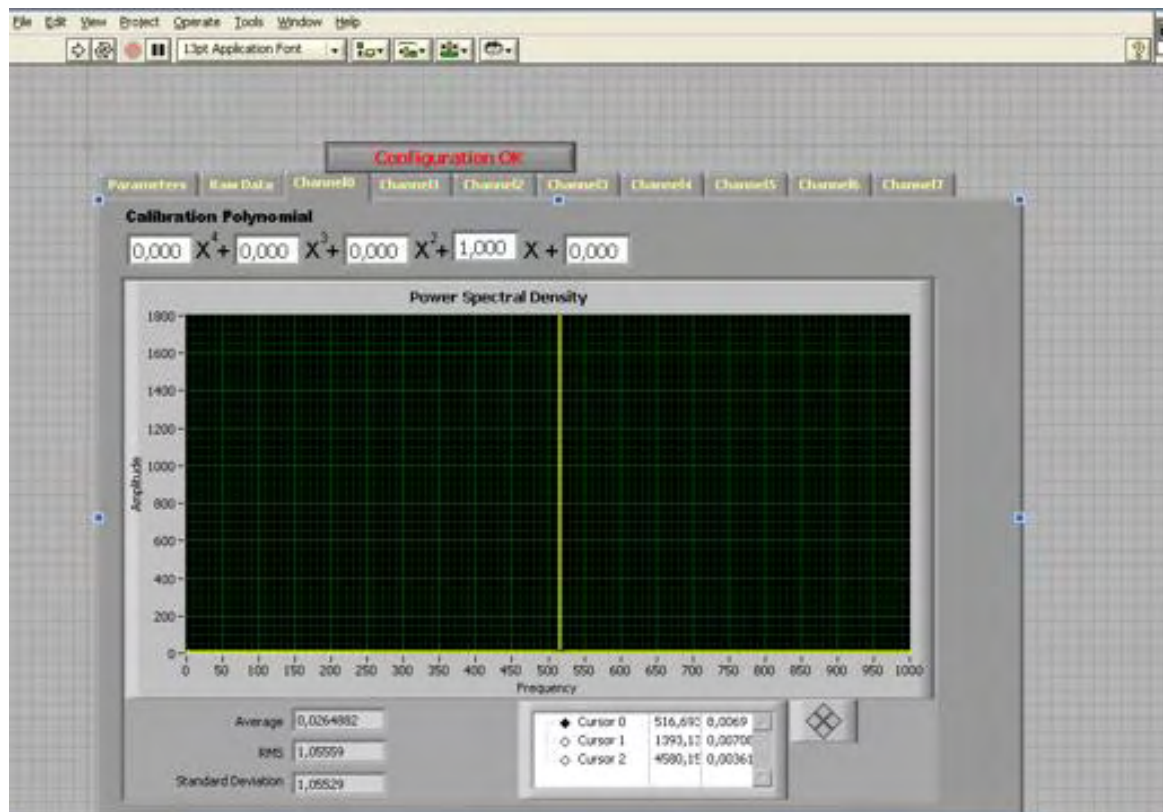 File Edit View Project Operate Tools Window Help
13pt Application Font
Configuration OK
Parameters Raw Data Channel0 Channel1 Channel2 Channel3 Channel4 Channel5 Channel6 Channel7
Calibration Polynomial
0,000 X4+ 0,000 X3+ 0,000 X2+ 1,000 X + 0,000
Power Spectral Density
1800
1600
1400
1200
1000
800
600
400
200
0
Amplitude
0 50 100 150 200 250 300 350 400 450 500 550 600 650 700 750 800 850 900 950 1000
Frequency
Average 0,0264882
RMS 1,05559
Standard Deviation 1,05529
Cursor 0 516,693 0,0069
Cursor 1 1393,13 0,00708
Cursor 2 4580,15 0,00361